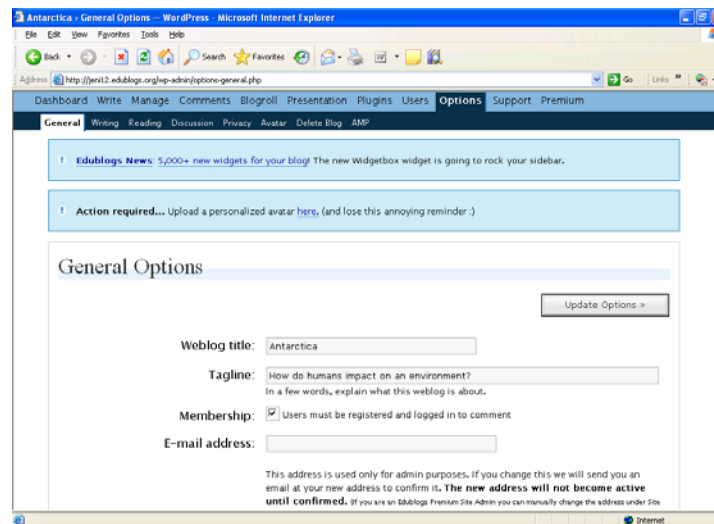 Antarctica › General Options — WordPress - Microsoft Internet Explorer
File Edit View Favorites Tools Help
Back Search Favorites
Address http://jenit2.edublogs.org/wp-admin/options-general.php Go Links »
Dashboard Write Manage Comments Blogroll Presentation Plugins Users Options Support Premium
General Writing Reading Discussion Privacy Avatar Delete Blog AMP
! Edublogs News: 5,000+ new widgets for your blog! The new Widgetbox widget is going to rock your sidebar.
! Action required... Upload a personalized avatar here. (and lose this annoying reminder :)
General Options
Update Options »
Weblog title: Antarctica
Tagline: How do humans impact on an environment?
In a few words, explain what this weblog is about.
Membership: Users must be registered and logged in to comment
E-mail address:
This address is used only for admin purposes. If you change this we will send you an
email at your new address to confirm it. The new address will not become active
until confirmed. (If you are an Edublogs Premium Site Admin you can manually change the address under Site
Internet